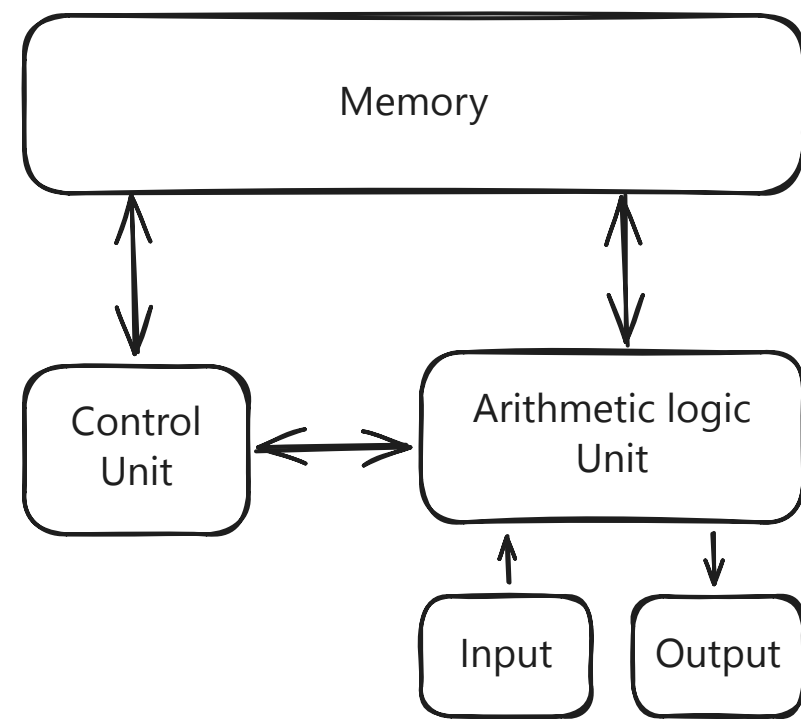 Memory
Control
Unit
Arithmetic logic
Unit
Input
Output